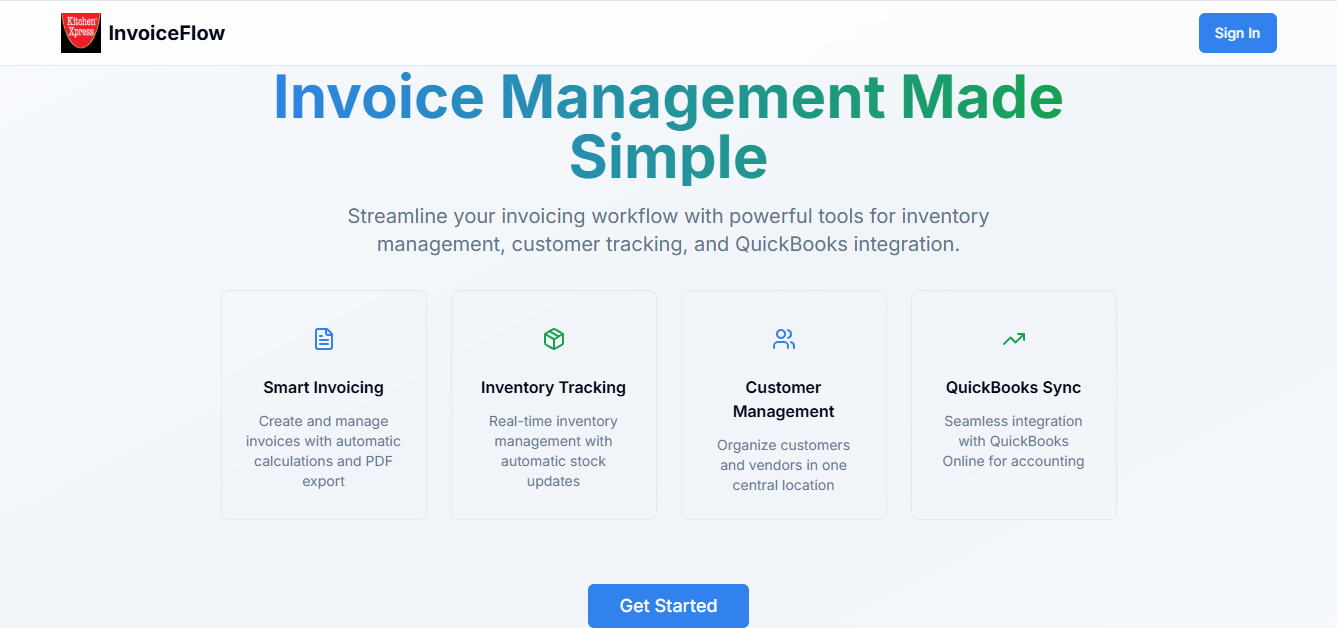 Kitchen
Xpress
InvoiceFlow
Sign In
Invoice Management Made
Simple
Streamline your invoicing workflow with powerful tools for inventory
management, customer tracking, and QuickBooks integration.
Smart Invoicing
Create and manage
invoices with automatic
calculations and PDF
export
Inventory Tracking
Real-time inventory
management with
automatic stock
updates
Customer
Management
Organize customers
and vendors in one
central location
QuickBooks Sync
Seamless integration
with QuickBooks
Online for accounting
Get Started